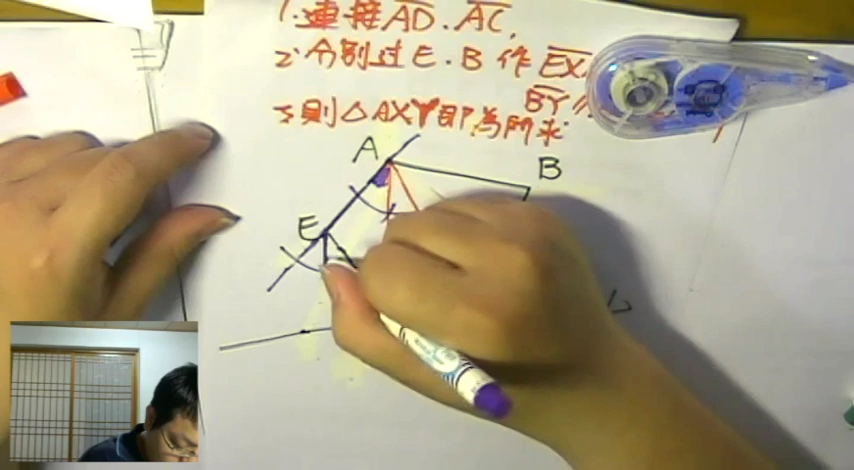 1. 連接AD.AC,
2. 分別过E.B作EX
BY//
3. 則△AXY即為所求
A
B
E